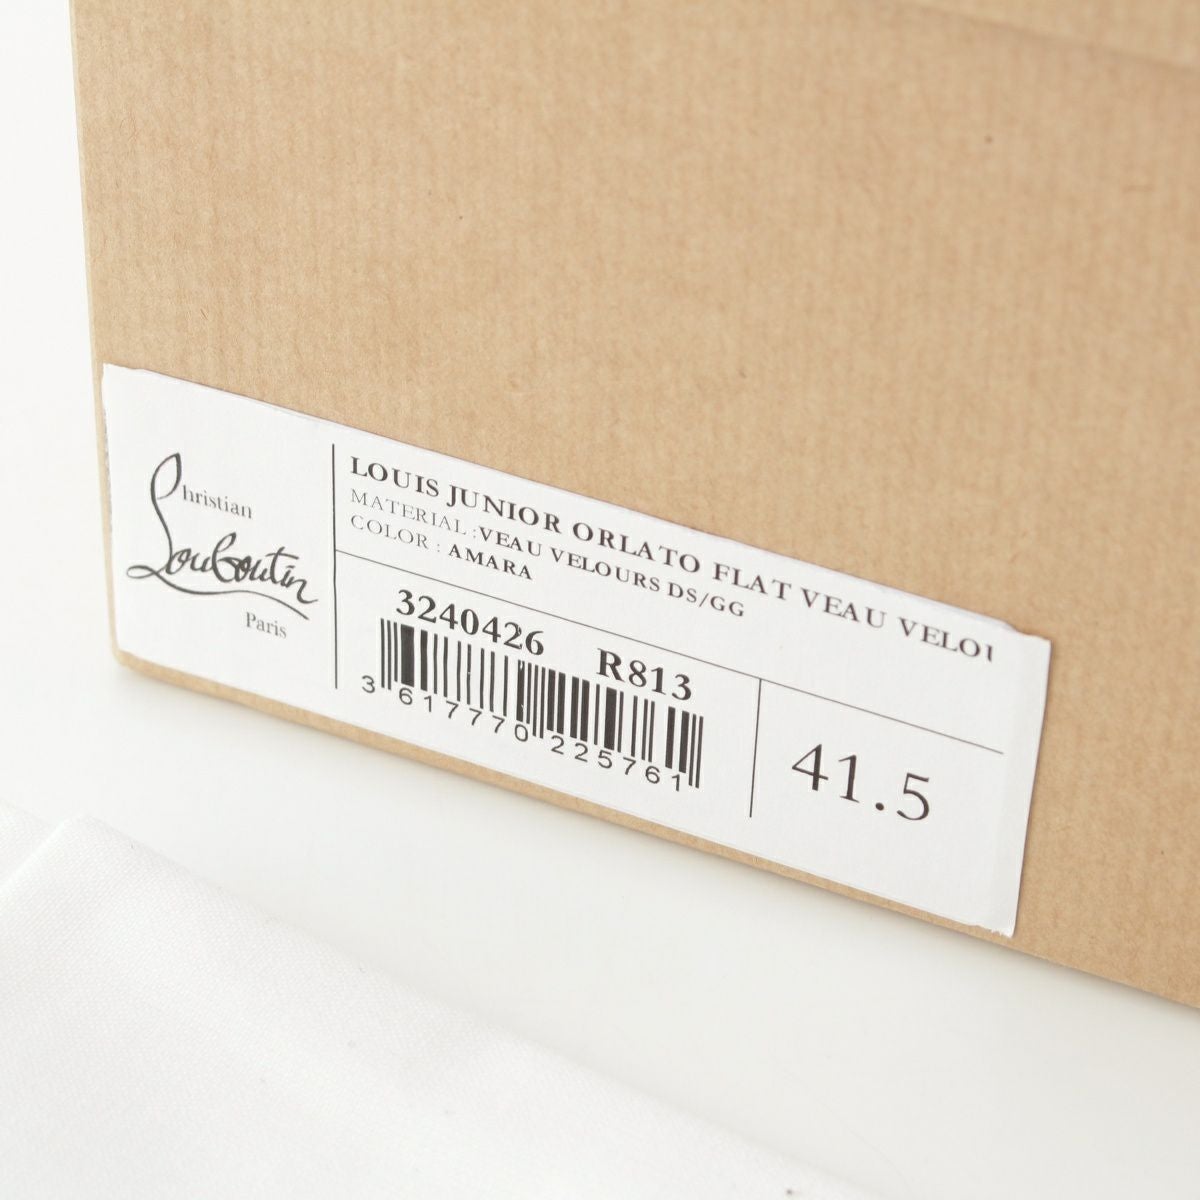 Christian
Louboutin
Paris
LOUIS JUNIOR ORLATO FLAT VEAU VELOU
MATERIAL :VEAU VELOURS DS/GG
COLOR : AMARA
3240426 R813
3 617770 225761
41.5